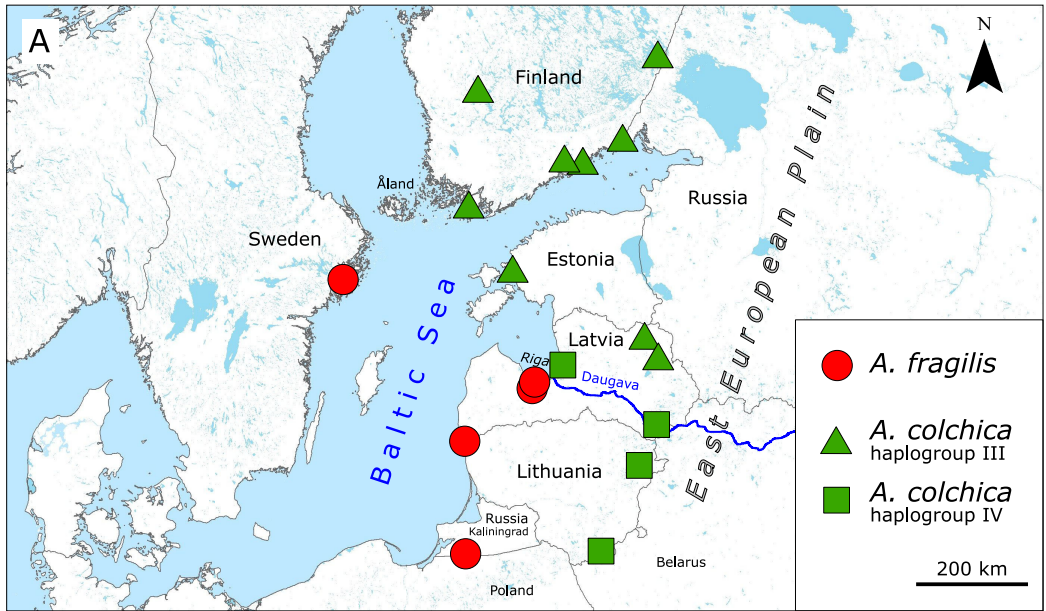 A
N
Finland
Åland
Russia
Sweden
Estonia
Baltic Sea
East European Plain
Latvia
Riga
Daugava
Lithuania
Russia
Kaliningrad
Belarus
Poland
A. fragilis
A. colchica
haplogroup III
A. colchica
haplogroup IV
200 km